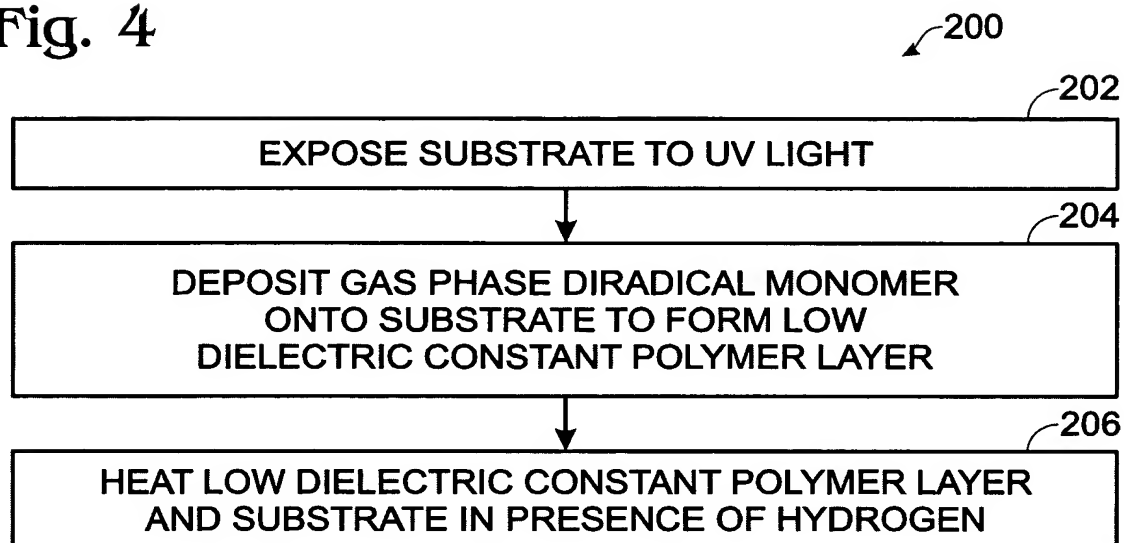 Fig. 4
200
202
EXPOSE SUBSTRATE TO UV LIGHT
204
DEPOSIT GAS PHASE DIRADICAL MONOMER
ONTO SUBSTRATE TO FORM LOW
DIELECTRIC CONSTANT POLYMER LAYER
206
HEAT LOW DIELECTRIC CONSTANT POLYMER LAYER
AND SUBSTRATE IN PRESENCE OF HYDROGEN